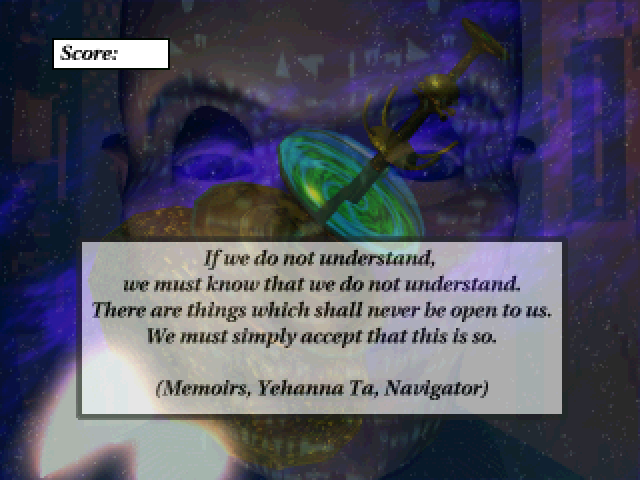 Score:
If we do not understand,
we must know that we do not understand.
There are things which shall never be open to us.
We must simply accept that this is so.
(Memoirs, Yehanna Ta, Navigator)